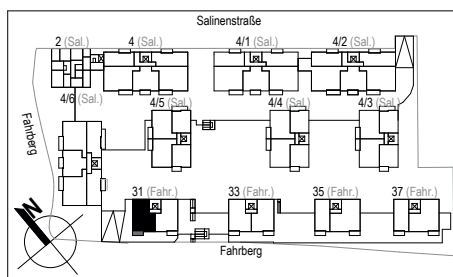 Salinenstraße
2 (Sal.) 4 (Sal.) 4/1 (Sal.) 4/2 (Sal.)
4/6 (Sal.) 4/5 (Sal.) 4/4 (Sal.) 4/3 (Sal.)
Fahrberg
31 (Fahr.) 33 (Fahr.) 35 (Fahr.) 37 (Fahr.)
N
Fahrberg